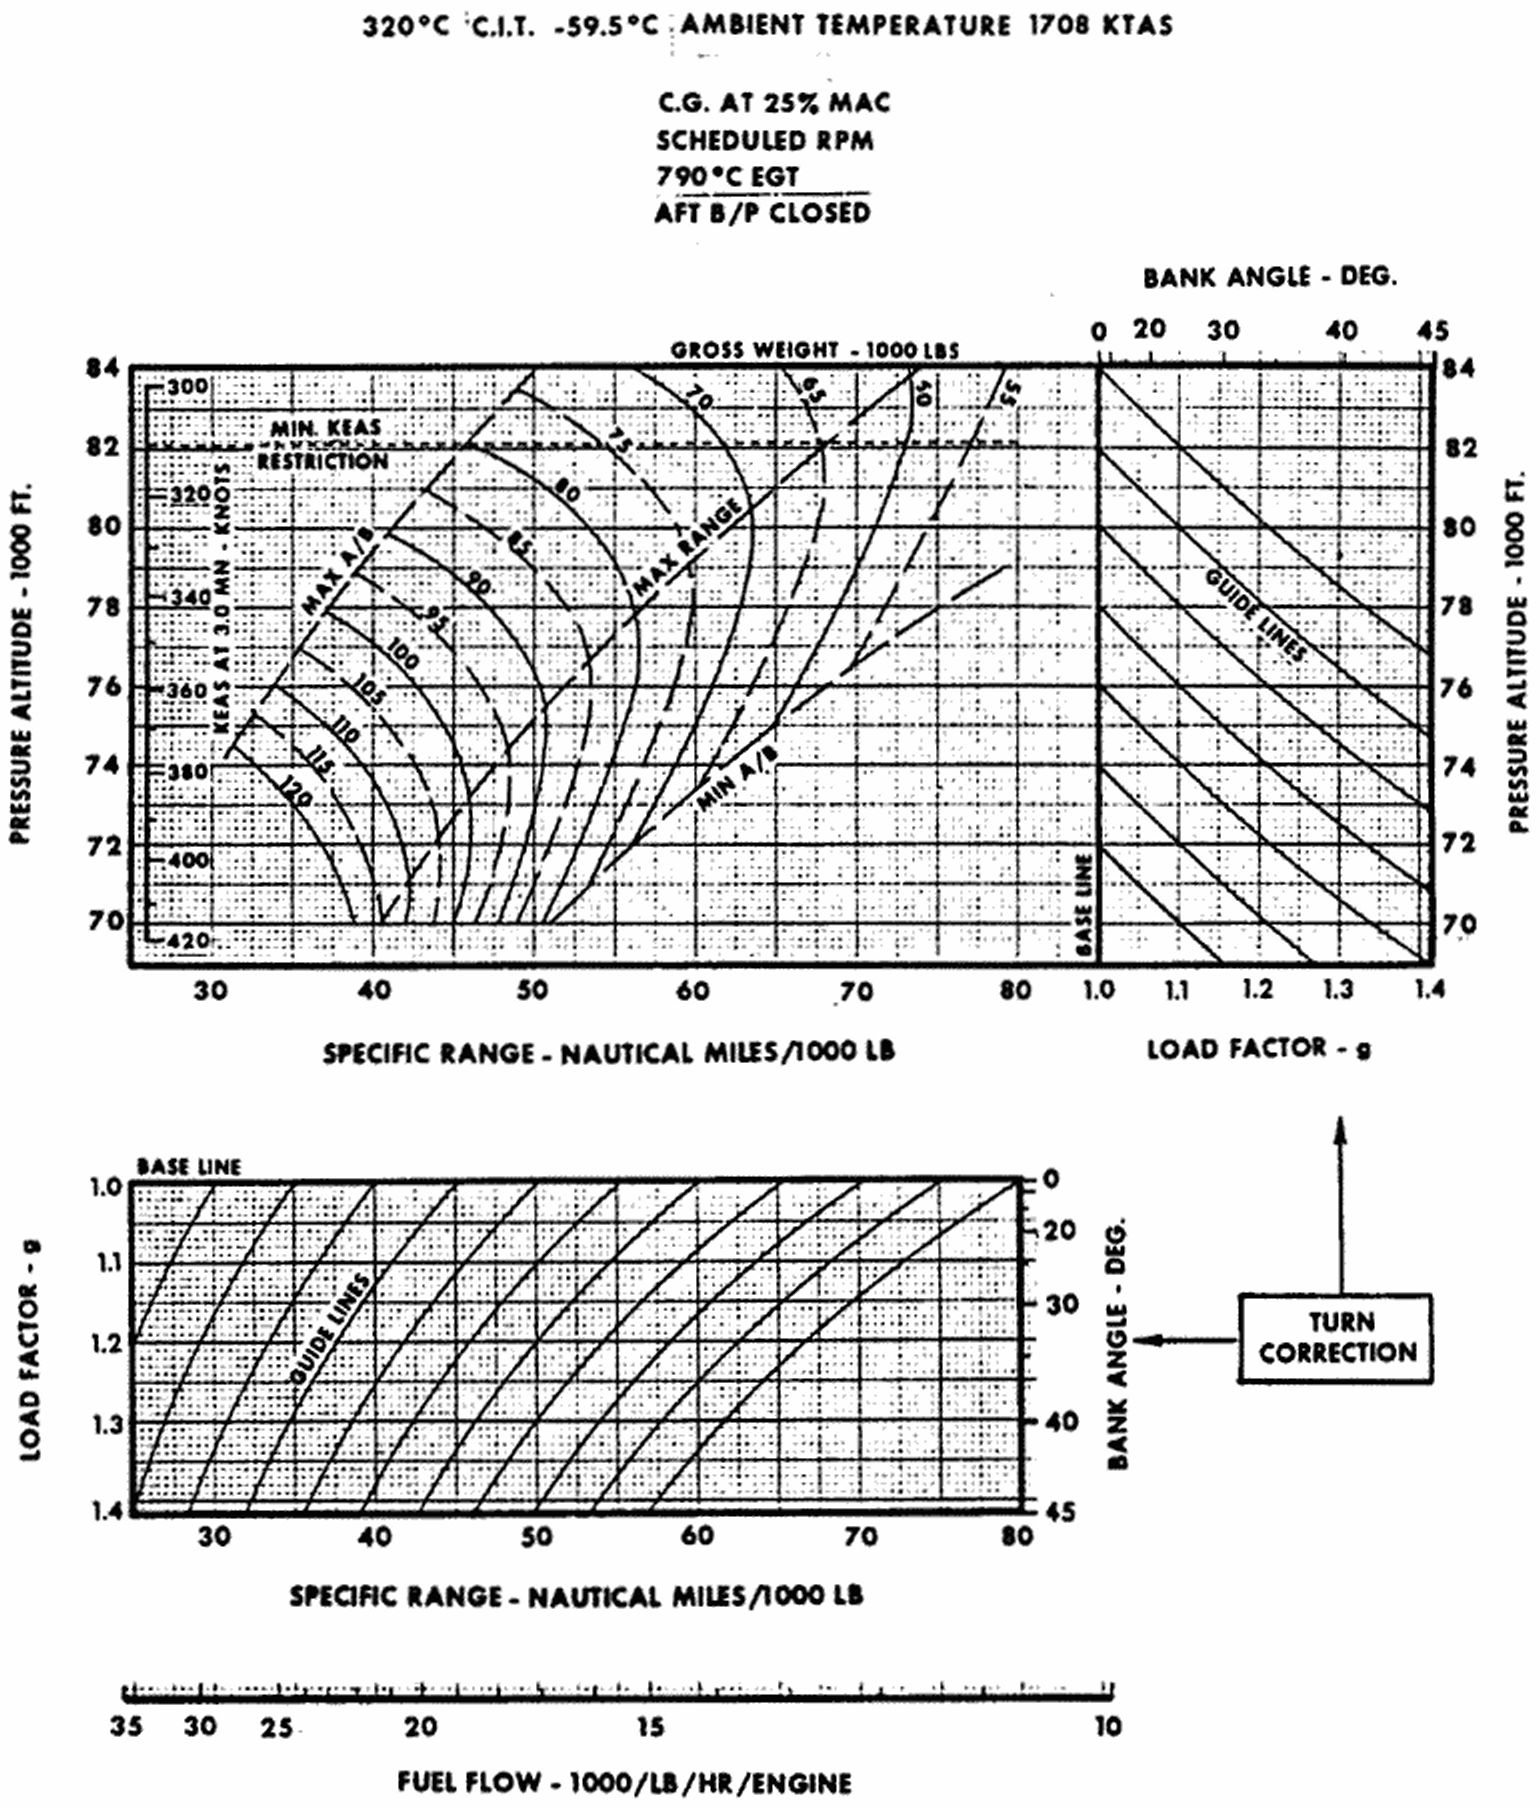 320°C C.I.T. -59.5°C AMBIENT TEMPERATURE 1708 KTAS
C.G. AT 25% MAC
SCHEDULED RPM
790°C EGT
AFT B/P CLOSED
BANK ANGLE - DEG.
0 20 30 40 45
GROSS WEIGHT - 1000 LBS
84
82
80
78
76
74
72
70
PRESSURE ALTITUDE - 1000 FT.
300
320
340
360
380
400
420
KEAS AT 3.0 MN - KNOTS
MIN. KEAS
RESTRICTION
MAX A/B
MAX RANGE
MIN A/B
55
60
65
70
75
80
85
90
95
100
105
110
115
120
BASE LINE
GUIDE LINES
84
82
80
78
76
74
72
70
PRESSURE ALTITUDE - 1000 FT.
30 40 50 60 70 80
1.0 1.1 1.2 1.3 1.4
SPECIFIC RANGE - NAUTICAL MILES/1000 LB
LOAD FACTOR - g
BASE LINE
1.0
1.1
1.2
1.3
1.4
LOAD FACTOR - g
GUIDE LINES
0
20
30
40
45
BANK ANGLE - DEG.
TURN
CORRECTION
30 40 50 60 70 80
SPECIFIC RANGE - NAUTICAL MILES/1000 LB
35 30 25 20 15 10
FUEL FLOW - 1000/LB/HR/ENGINE